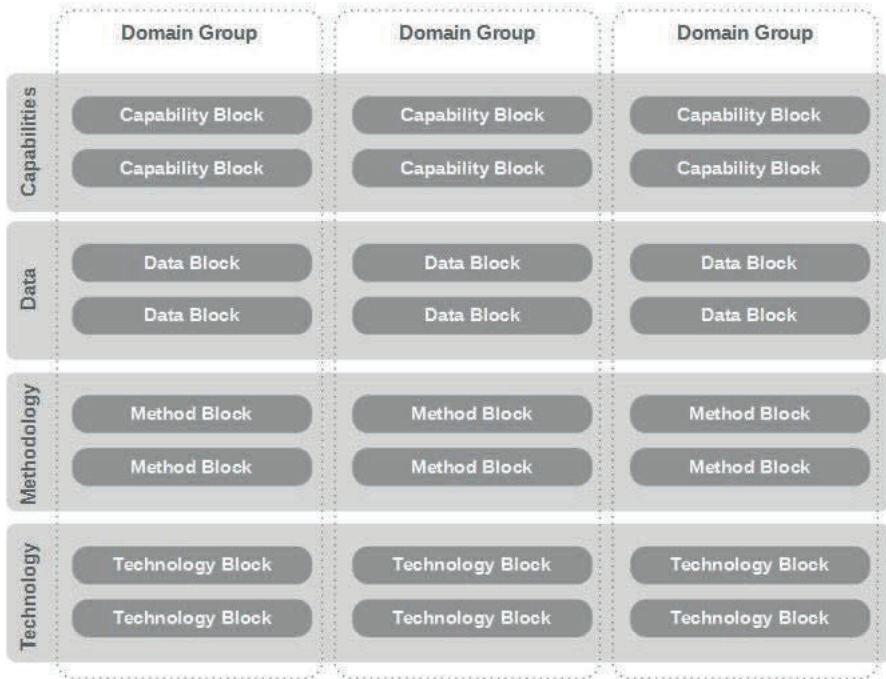 Domain Group Domain Group Domain Group
Capabilities
Capability Block Capability Block Capability Block
Capability Block Capability Block Capability Block
Data
Data Block Data Block Data Block
Data Block Data Block Data Block
Methodology
Method Block Method Block Method Block
Method Block Method Block Method Block
Technology
Technology Block Technology Block Technology Block
Technology Block Technology Block Technology Block